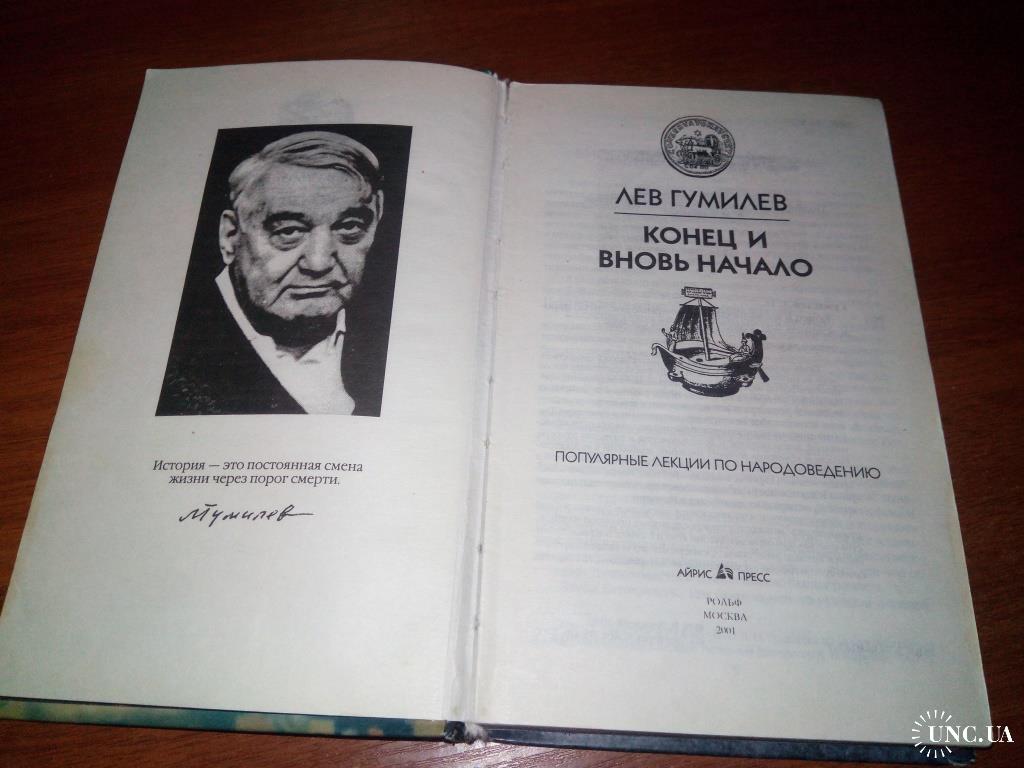 История — это постоянная смена
жизни через порог смерти.
ЛГумилев
ЛЕВ ГУМИЛЕВ
КОНЕЦ И
ВНОВЬ НАЧАЛО
ПОПУЛЯРНЫЕ ЛЕКЦИИ ПО НАРОДОВЕДЕНИЮ
АЙРИС ПРЕСС
РОЛЬФ
МОСКВА
2001
UNC.UA